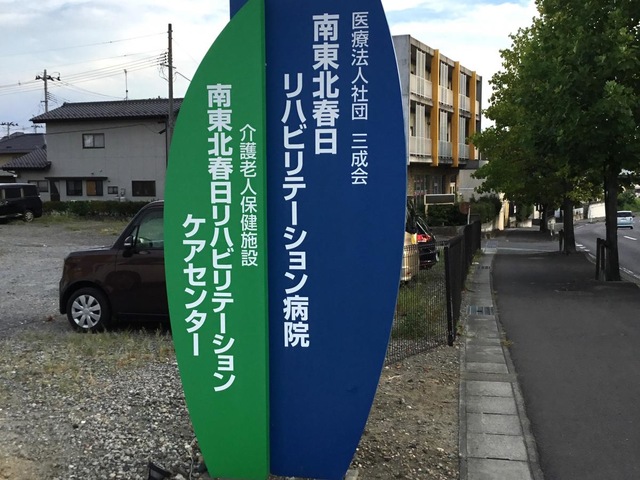 医療法人社団 三成会
南東北春日
リハビリテーション病院
介護老人保健施設
南東北春日リハビリテーション
ケアセンター